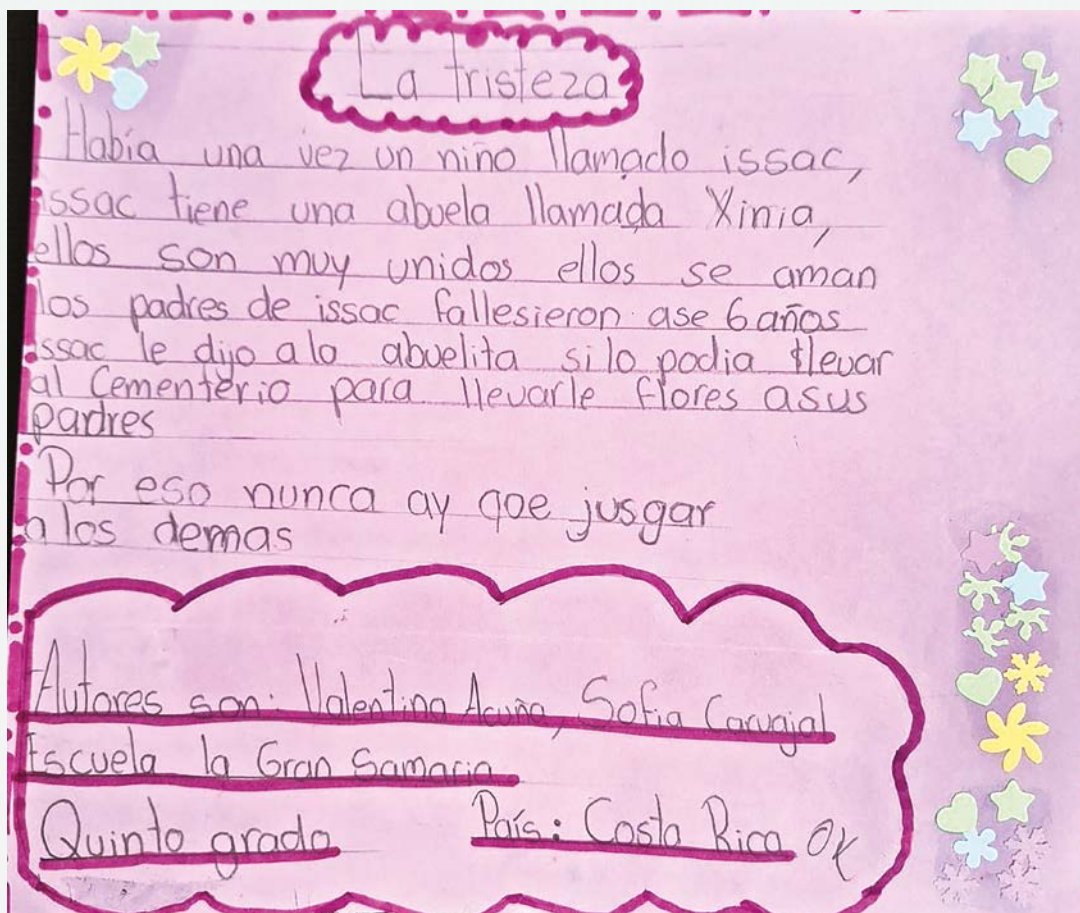 La tristeza
Había una vez un niño llamado issac,
issac tiene una abuela llamada Xinia,
ellos son muy unidos ellos se aman
los padres de issac fallesieron ase 6 años
issac le dijo a la abuelita si lo podia llevar
al Cementerio para llevarle flores asus
padres
Por eso nunca ay que jusgar
a los demas
Autores son: Valentina Acuña, Sofia Carvajal
Escuela la Gran Samaria
Quinto grado País: Costa Rica OK